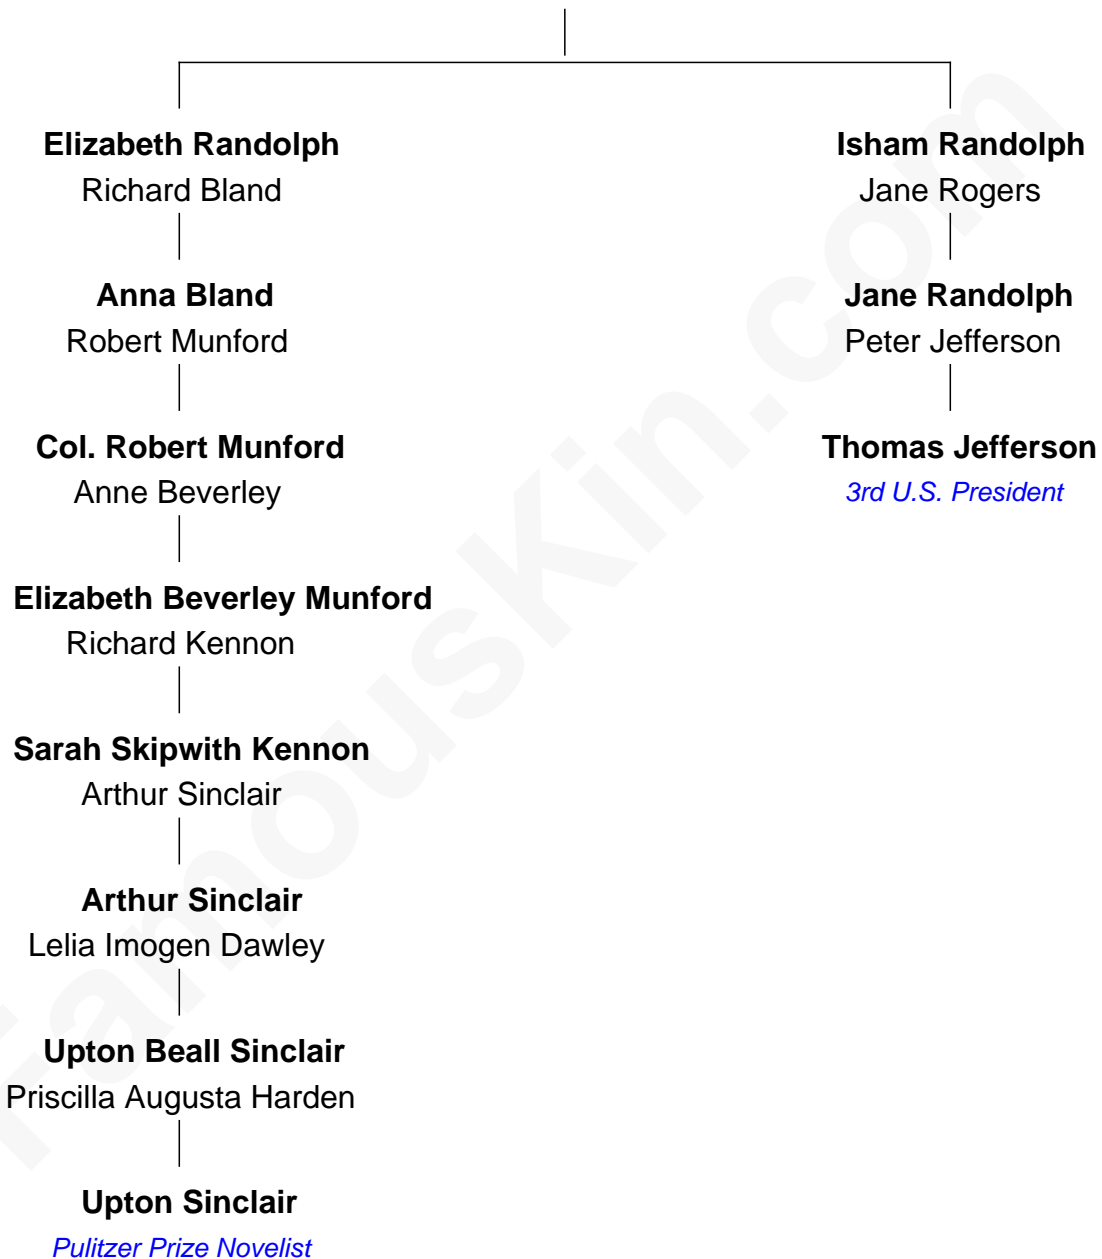 Elizabeth Randolph
Richard Bland
Isham Randolph
Jane Rogers
Anna Bland
Robert Munford
Jane Randolph
Peter Jefferson
Col. Robert Munford
Anne Beverley
Thomas Jefferson
3rd U.S. President
Elizabeth Beverley Munford
Richard Kennon
Sarah Skipwith Kennon
Arthur Sinclair
Arthur Sinclair
Lelia Imogen Dawley
Upton Beall Sinclair
Priscilla Augusta Harden
Upton Sinclair
Pulitzer Prize Novelist
FamousKin.com